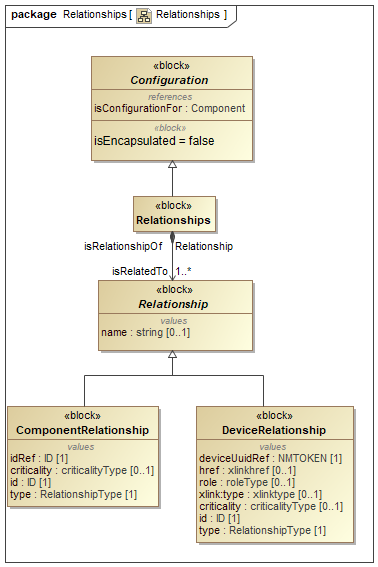 package Relationships [ Relationships ]
«block»
Configuration
references
isConfigurationFor : Component
«block»
isEncapsulated = false
«block»
Relationships
isRelationshipOf Relationship
isRelatedTo 1..*
«block»
Relationship
values
name : string [0..1]
«block»
ComponentRelationship
values
idRef : ID [1]
criticality : criticalityType [0..1]
id : ID [1]
type : RelationshipType [1]
«block»
DeviceRelationship
values
deviceUuidRef : NMTOKEN [1]
href : xlinkhref [0..1]
role : roleType [0..1]
xlink:type : xlinktype [0..1]
criticality : criticalityType [0..1]
id : ID [1]
type : RelationshipType [1]